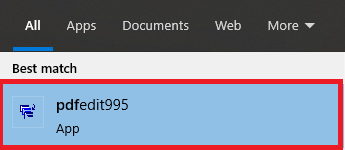 All Apps Documents Web More
Best match
pdfedit995
App